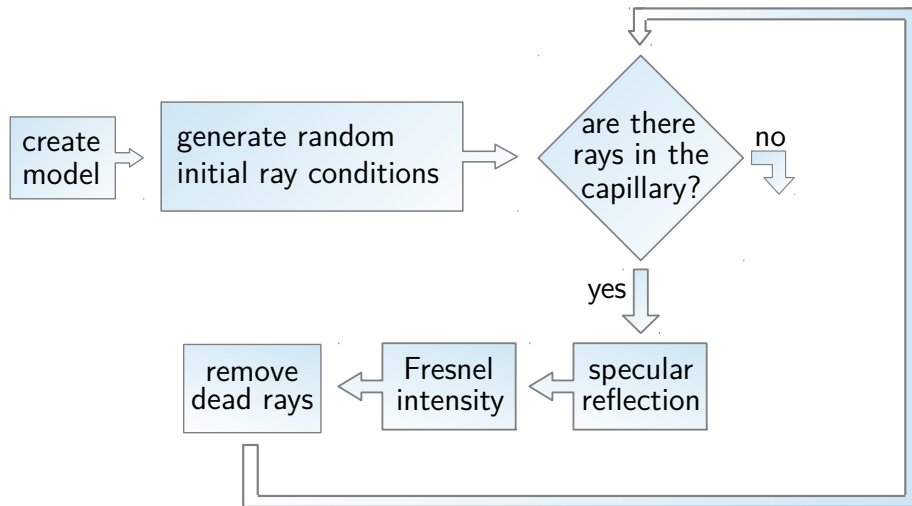 create
model
generate random
initial ray conditions
are there
rays in the
capillary?
no
yes
specular
reflection
Fresnel
intensity
remove
dead rays